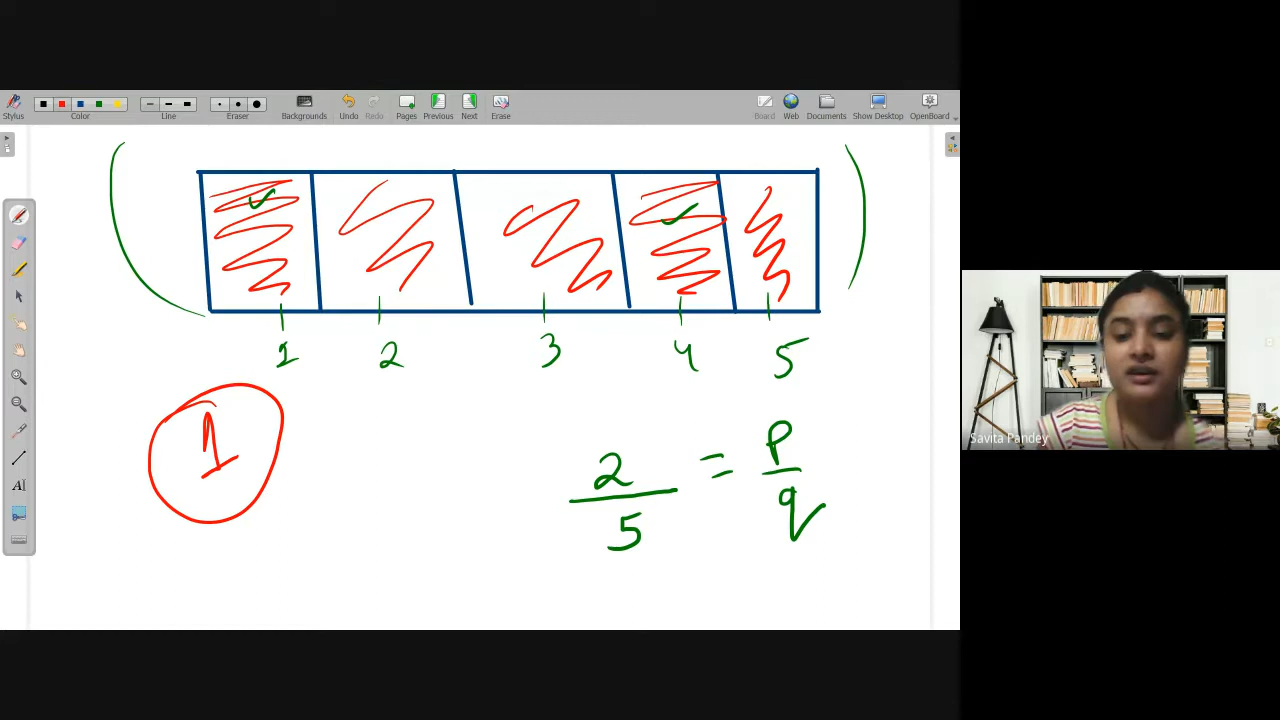 Stylus Color Line Eraser Backgrounds Undo Redo Pages Previous Next Erase Board Web Documents Show Desktop OpenBoard
1 2 3 4 5
1
2/5 = p/q
A
Savita Pandey